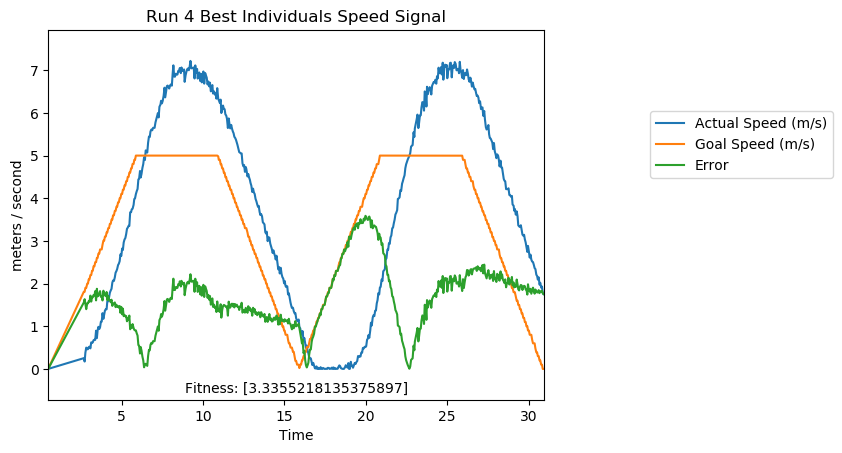 Run 4 Best Individuals Speed Signal
meters / second
7
6
5
4
3
2
1
0
Fitness: [3.3355218135375897]
5
10
15
20
25
30
Time
Actual Speed (m/s)
Goal Speed (m/s)
Error